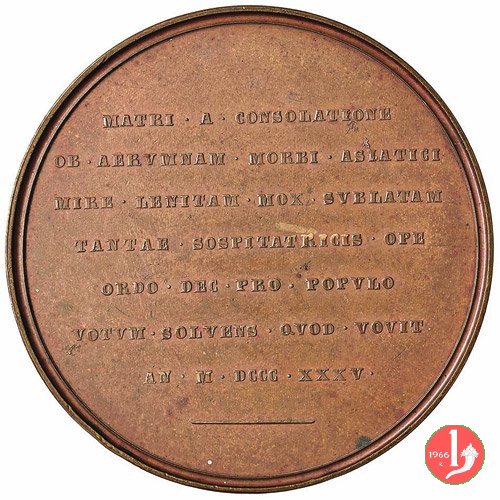 MATRI · A · CONSOLATIONE
OB · AERVMNAM · MORBI · ASIATICI
MIRE · LENITAM · MOX · SVBLATAM
TANTAE · SOSPITATRICIS · OPE
ORDO · DEC · PRO · POPVLO
VOTVM · SOLVENS · QVOD · VOVIT
AN · M · DCCC · XXXV ·
1966